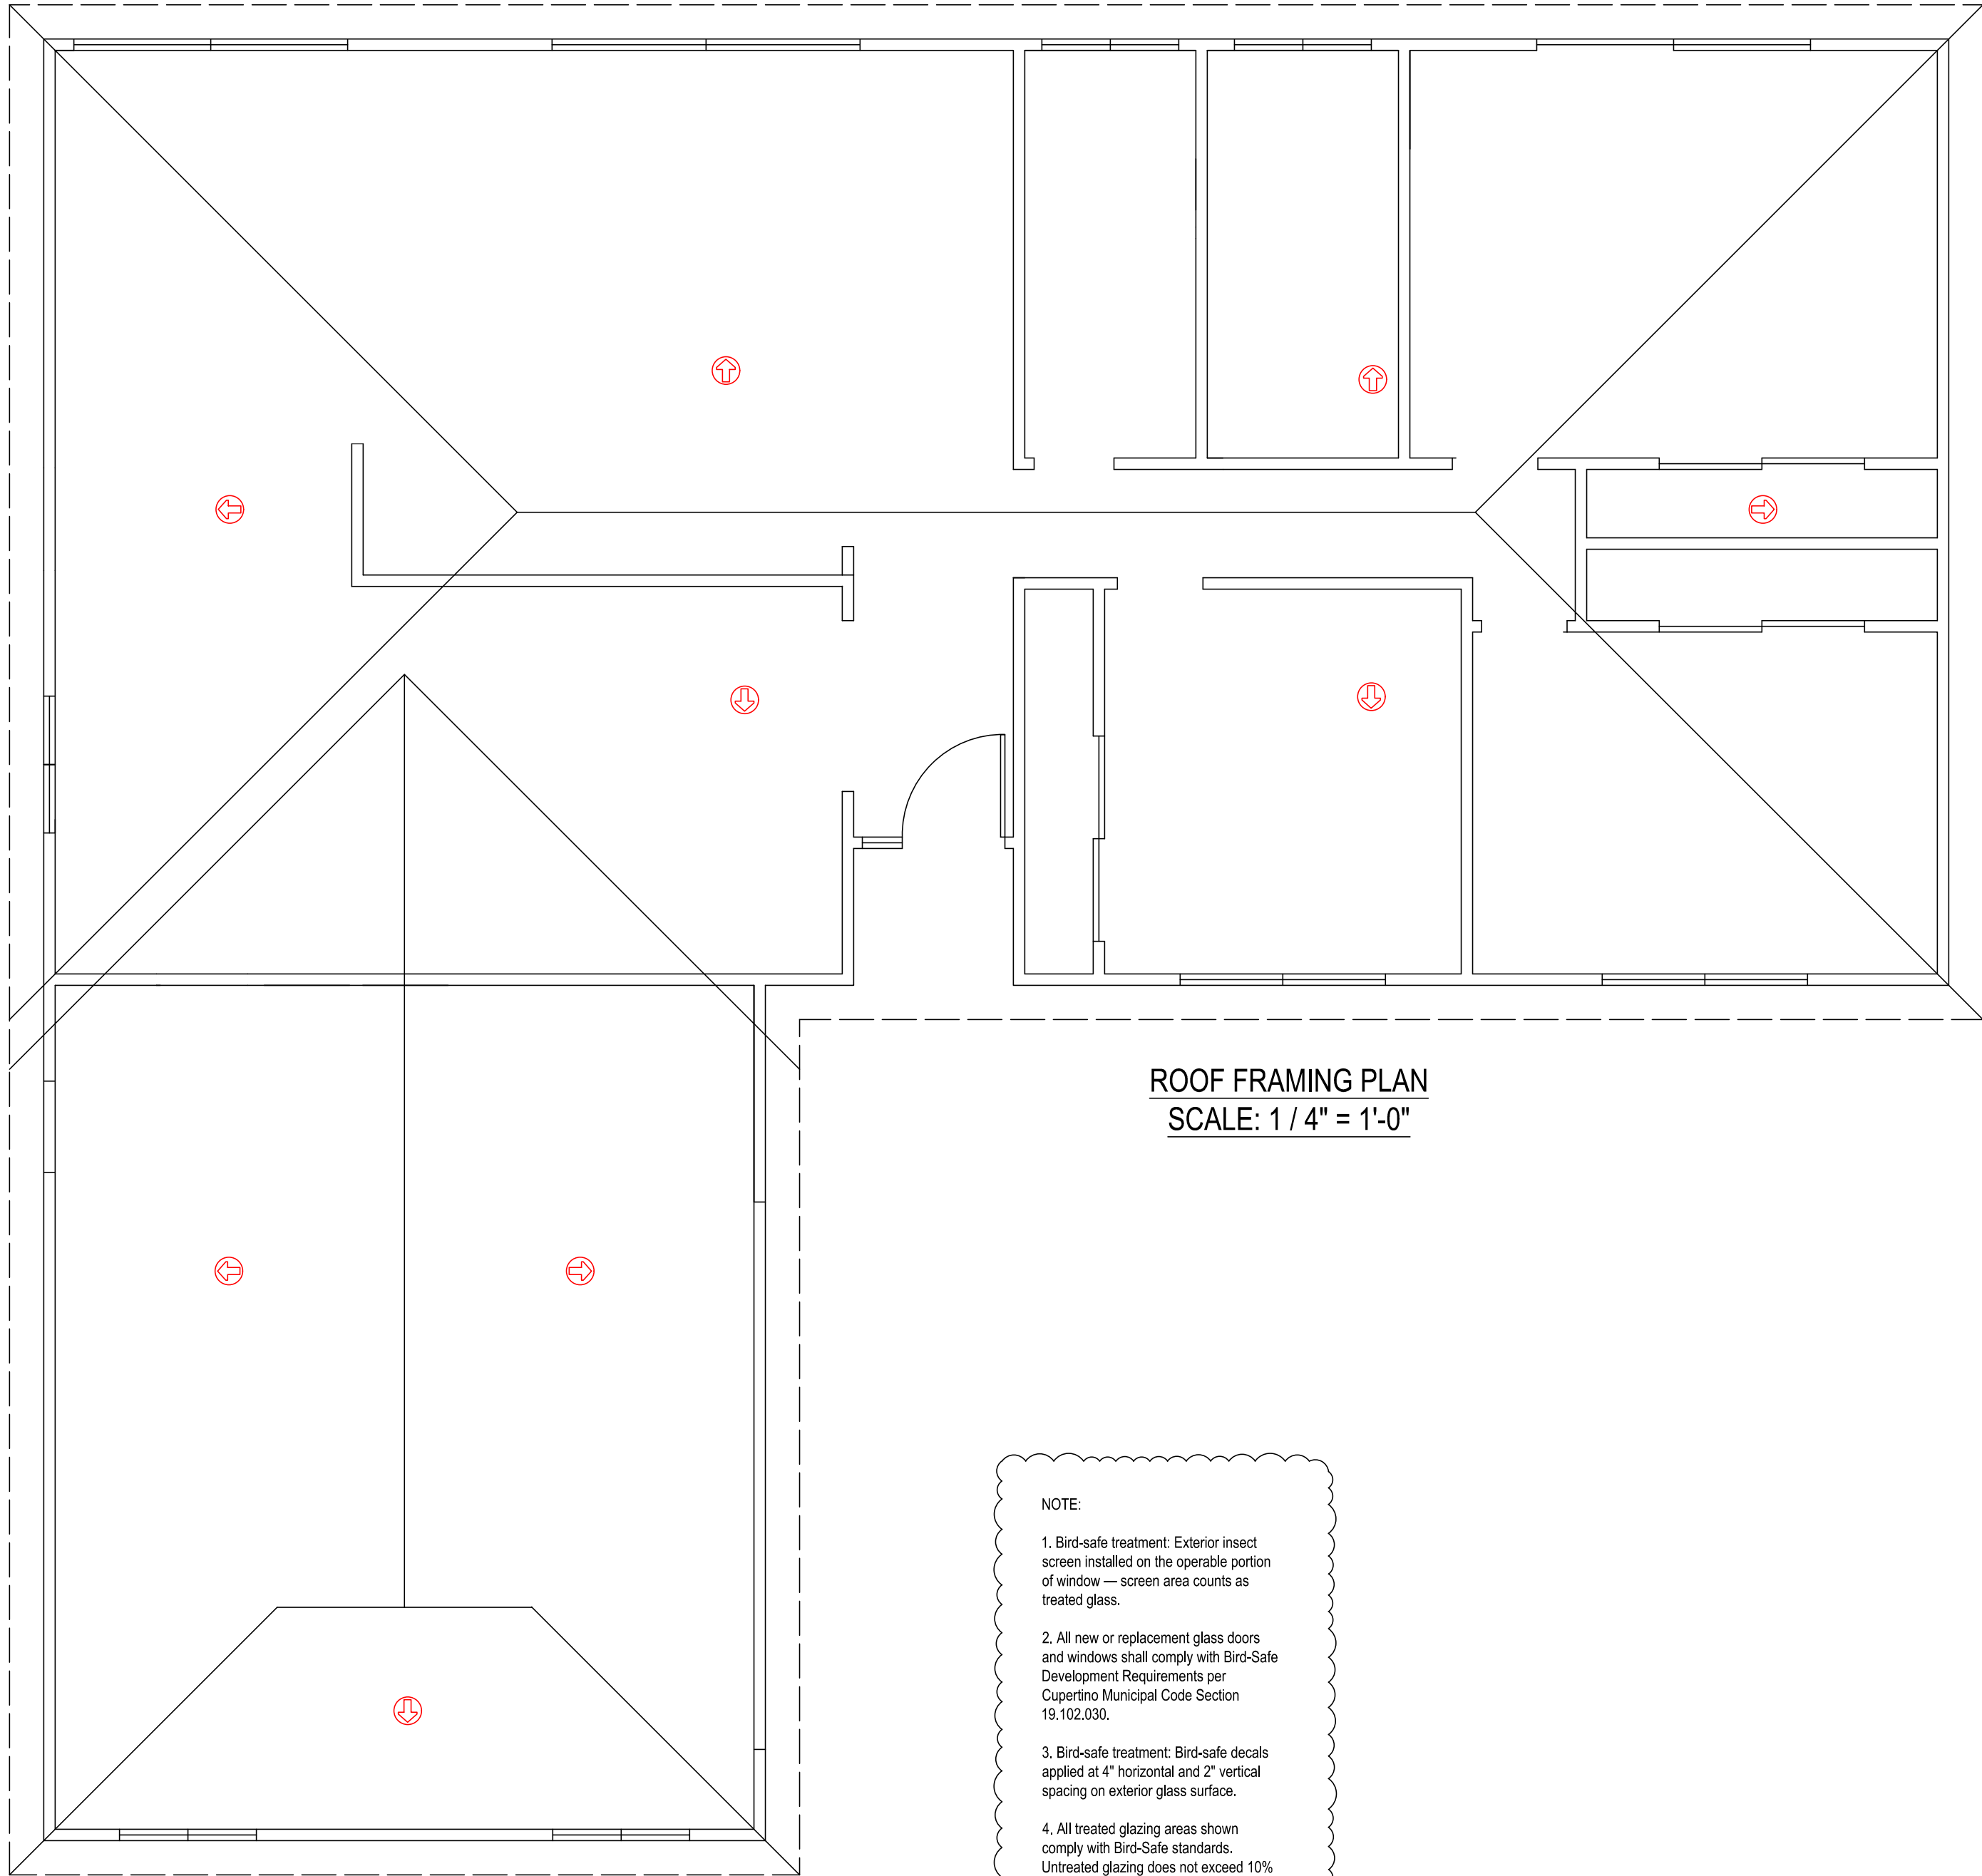 ROOF FRAMING PLAN
SCALE: 1 / 4" = 1'-0"
NOTE:
1. Bird-safe treatment: Exterior insect
screen installed on the operable portion
of window — screen area counts as
treated glass.
2. All new or replacement glass doors
and windows shall comply with Bird-Safe
Development Requirements per
Cupertino Municipal Code Section
19.102.030.
3. Bird-safe treatment: Bird-safe decals
applied at 4" horizontal and 2" vertical
spacing on exterior glass surface.
4. All treated glazing areas shown
comply with Bird-Safe standards.
Untreated glazing does not exceed 10%